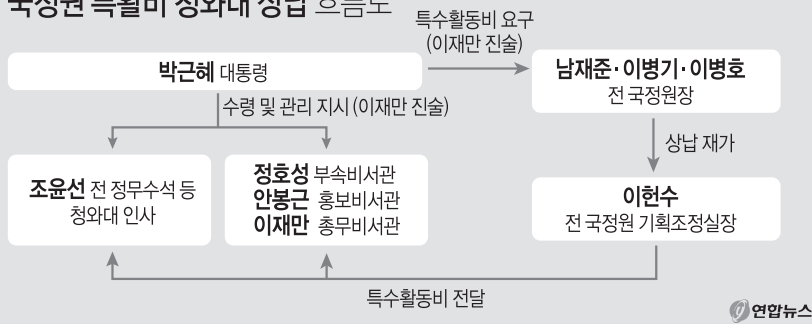 국정원 특활비 청와대 상납 흐름도
특수활동비 요구
(이재만 진술)
박근혜 대통령
남재준·이병기·이병호
전 국정원장
수령 및 관리 지시 (이재만 진술)
상납 재가
조윤선 전 정무수석 등
청와대 인사
정호성 부속비서관
안봉근 홍보비서관
이재만 총무비서관
이헌수
전 국정원 기획조정실장
특수활동비 전달
연합뉴스